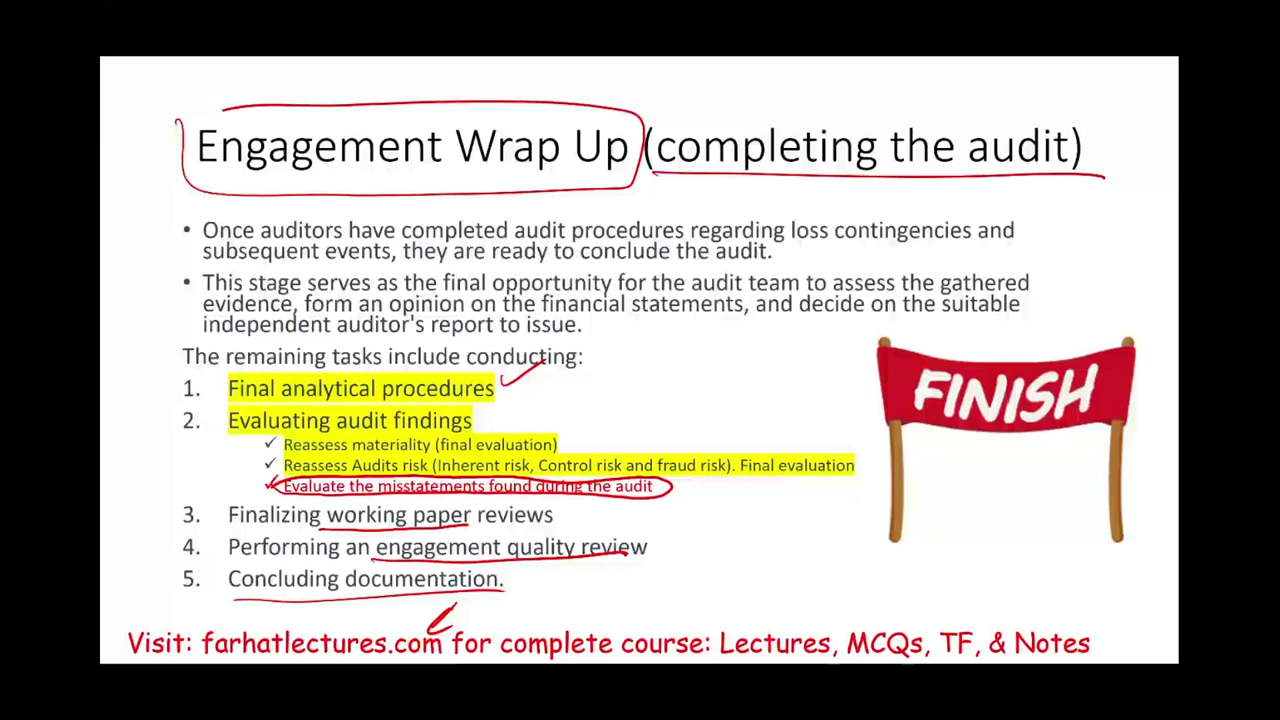 Engagement Wrap Up (completing the audit)
• Once auditors have completed audit procedures regarding loss contingencies and
subsequent events, they are ready to conclude the audit.
• This stage serves as the final opportunity for the audit team to assess the gathered
evidence, form an opinion on the financial statements, and decide on the suitable
independent auditor's report to issue.
The remaining tasks include conducting:
1. Final analytical procedures
2. Evaluating audit findings
✓ Reassess materiality (final evaluation)
✓ Reassess Audits risk (Inherent risk, Control risk and fraud risk). Final evaluation
✓ Evaluate the misstatements found during the audit
3. Finalizing working paper reviews
4. Performing an engagement quality review
5. Concluding documentation.
FINISH
Visit: farhatlectures.com for complete course: Lectures, MCQs, TF, & Notes